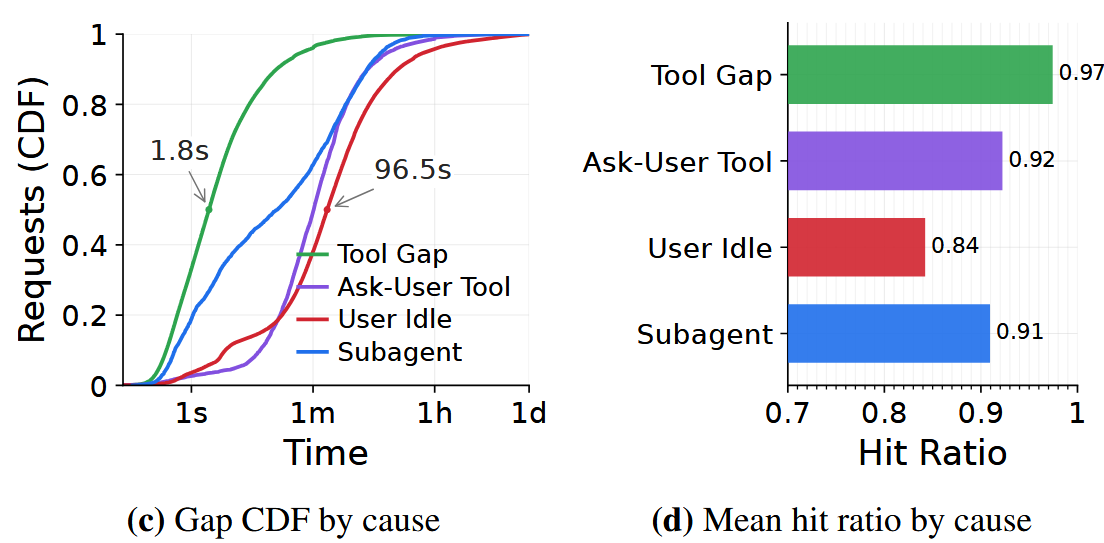 Requests (CDF)
1
0.8
0.6
0.4
0.2
0
1.8s
96.5s
Tool Gap
Ask-User Tool
User Idle
Subagent
1s
1m
1h
1d
Time
(c) Gap CDF by cause
Tool Gap
0.97
Ask-User Tool
0.92
User Idle
0.84
Subagent
0.91
0.7
0.8
0.9
1
Hit Ratio
(d) Mean hit ratio by cause